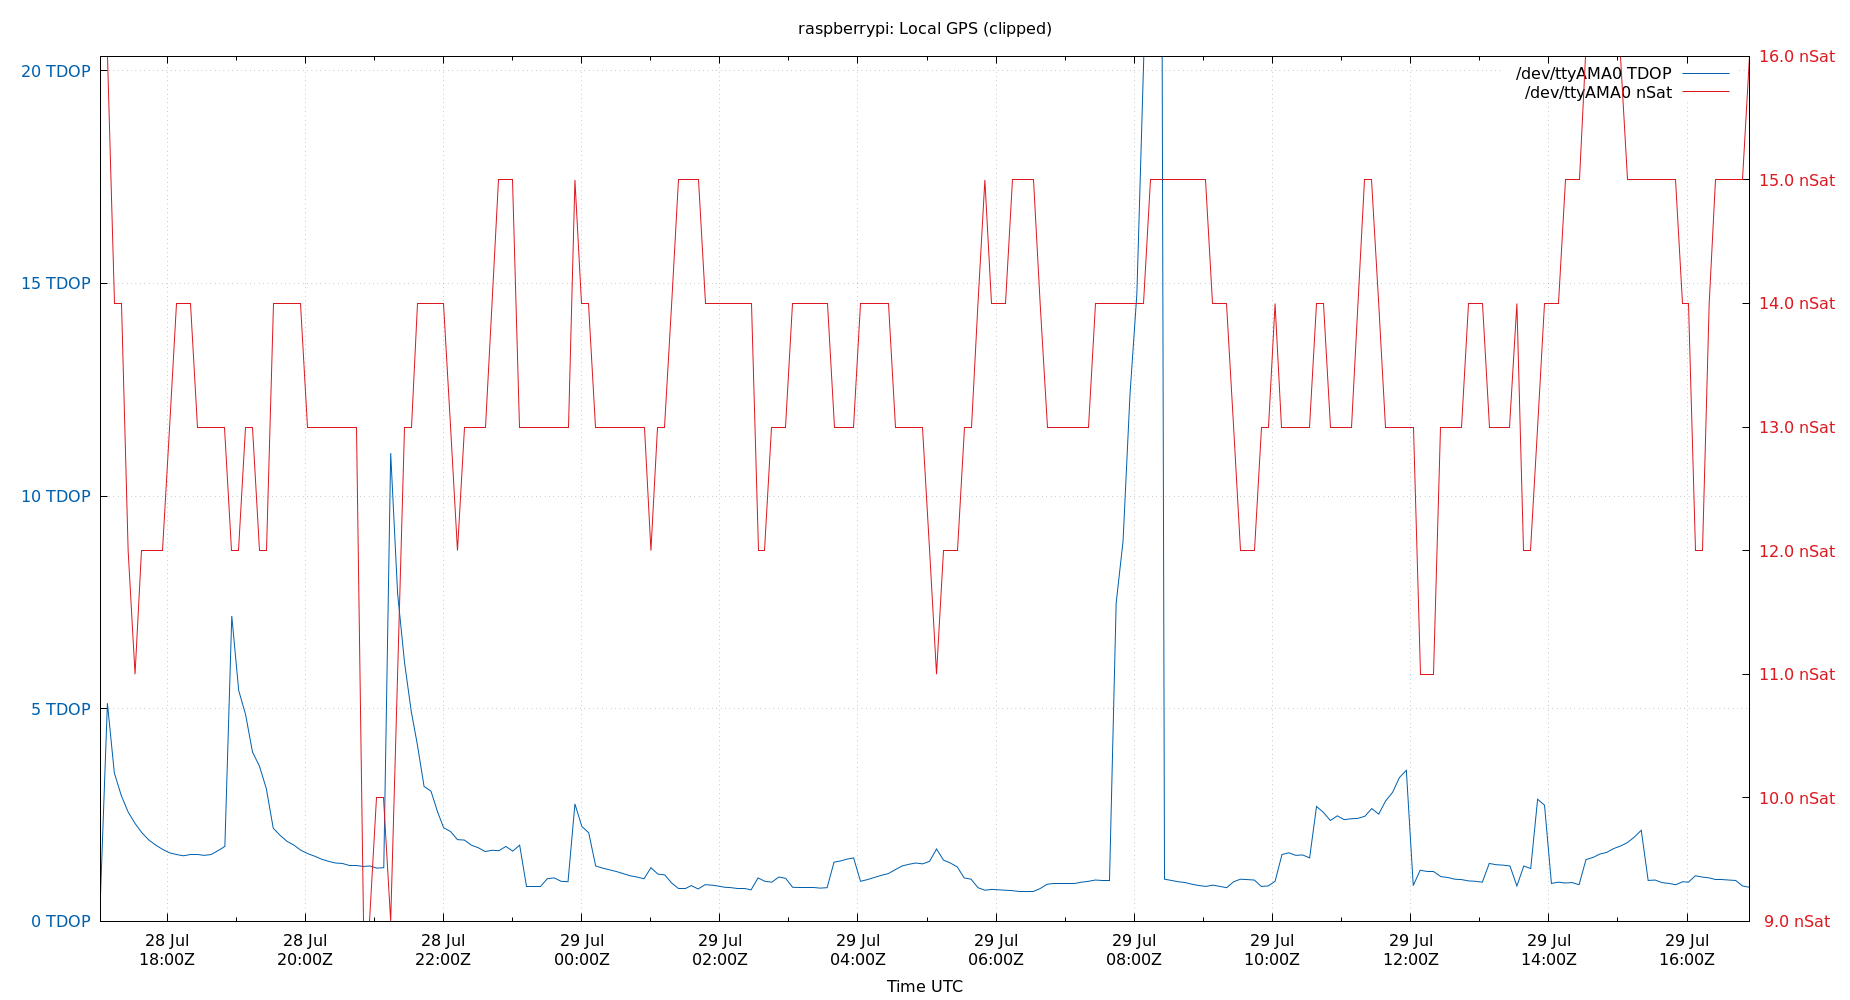 raspberrypi: Local GPS (clipped)
20 TDOP
15 TDOP
10 TDOP
5 TDOP
0 TDOP
16.0 nSat
15.0 nSat
14.0 nSat
13.0 nSat
12.0 nSat
11.0 nSat
10.0 nSat
9.0 nSat
/dev/ttyAMA0 TDOP
/dev/ttyAMA0 nSat
28 Jul 28 Jul 28 Jul 29 Jul 29 Jul 29 Jul 29 Jul 29 Jul 29 Jul 29 Jul 29 Jul 29 Jul
18:00Z 20:00Z 22:00Z 00:00Z 02:00Z 04:00Z 06:00Z 08:00Z 10:00Z 12:00Z 14:00Z 16:00Z
Time UTC